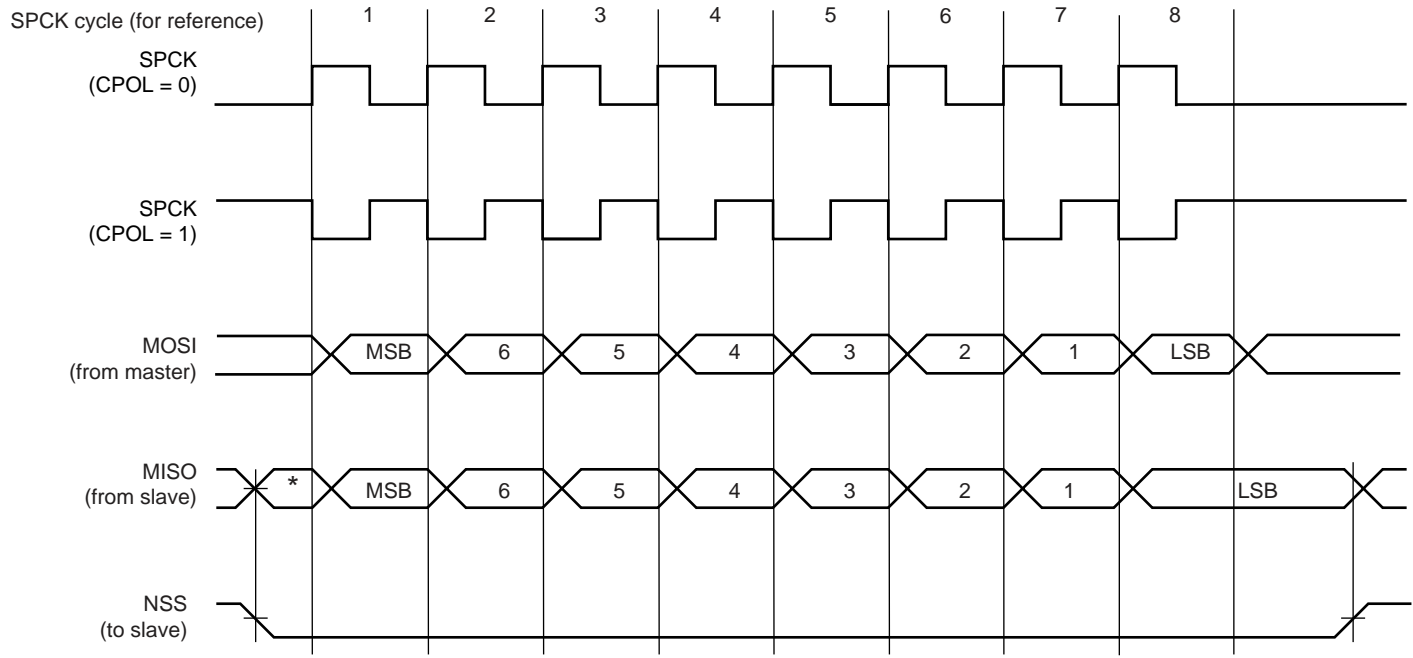 SPCK cycle (for reference) 1 2 3 4 5 6 7 8
SPCK
(CPOL = 0)
SPCK
(CPOL = 1)
MOSI
(from master)
MSB 6 5 4 3 2 1 LSB
MISO
(from slave)
* MSB 6 5 4 3 2 1 LSB
NSS
(to slave)